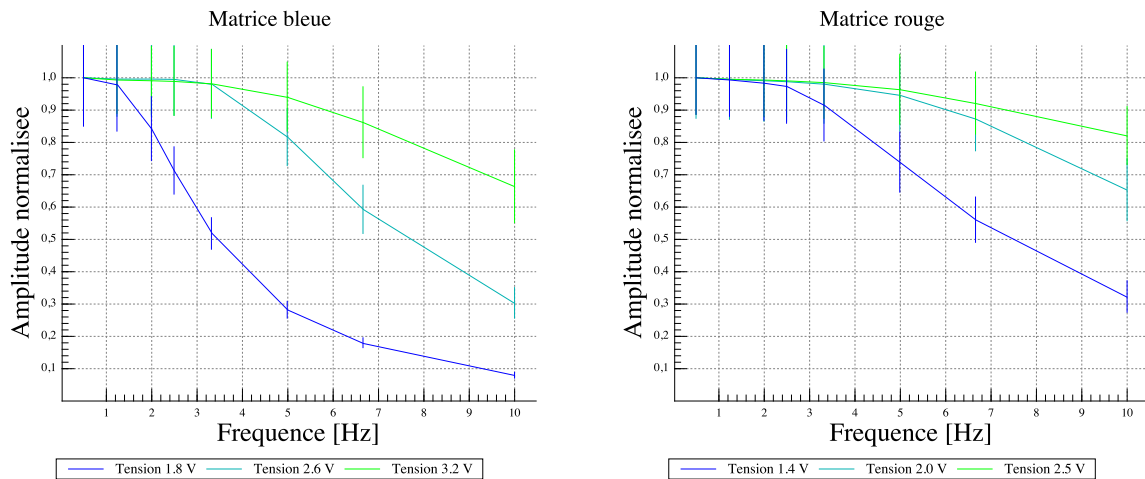 Matrice bleue
Amplitude normalisee
1,0
0,9
0,8
0,7
0,6
0,5
0,4
0,3
0,2
0,1
1 2 3 4 5 6 7 8 9 10
Frequence [Hz]
Tension 1.8 V Tension 2.6 V Tension 3.2 V
Matrice rouge
Amplitude normalisee
1,0
0,9
0,8
0,7
0,6
0,5
0,4
0,3
0,2
0,1
1 2 3 4 5 6 7 8 9 10
Frequence [Hz]
Tension 1.4 V Tension 2.0 V Tension 2.5 V